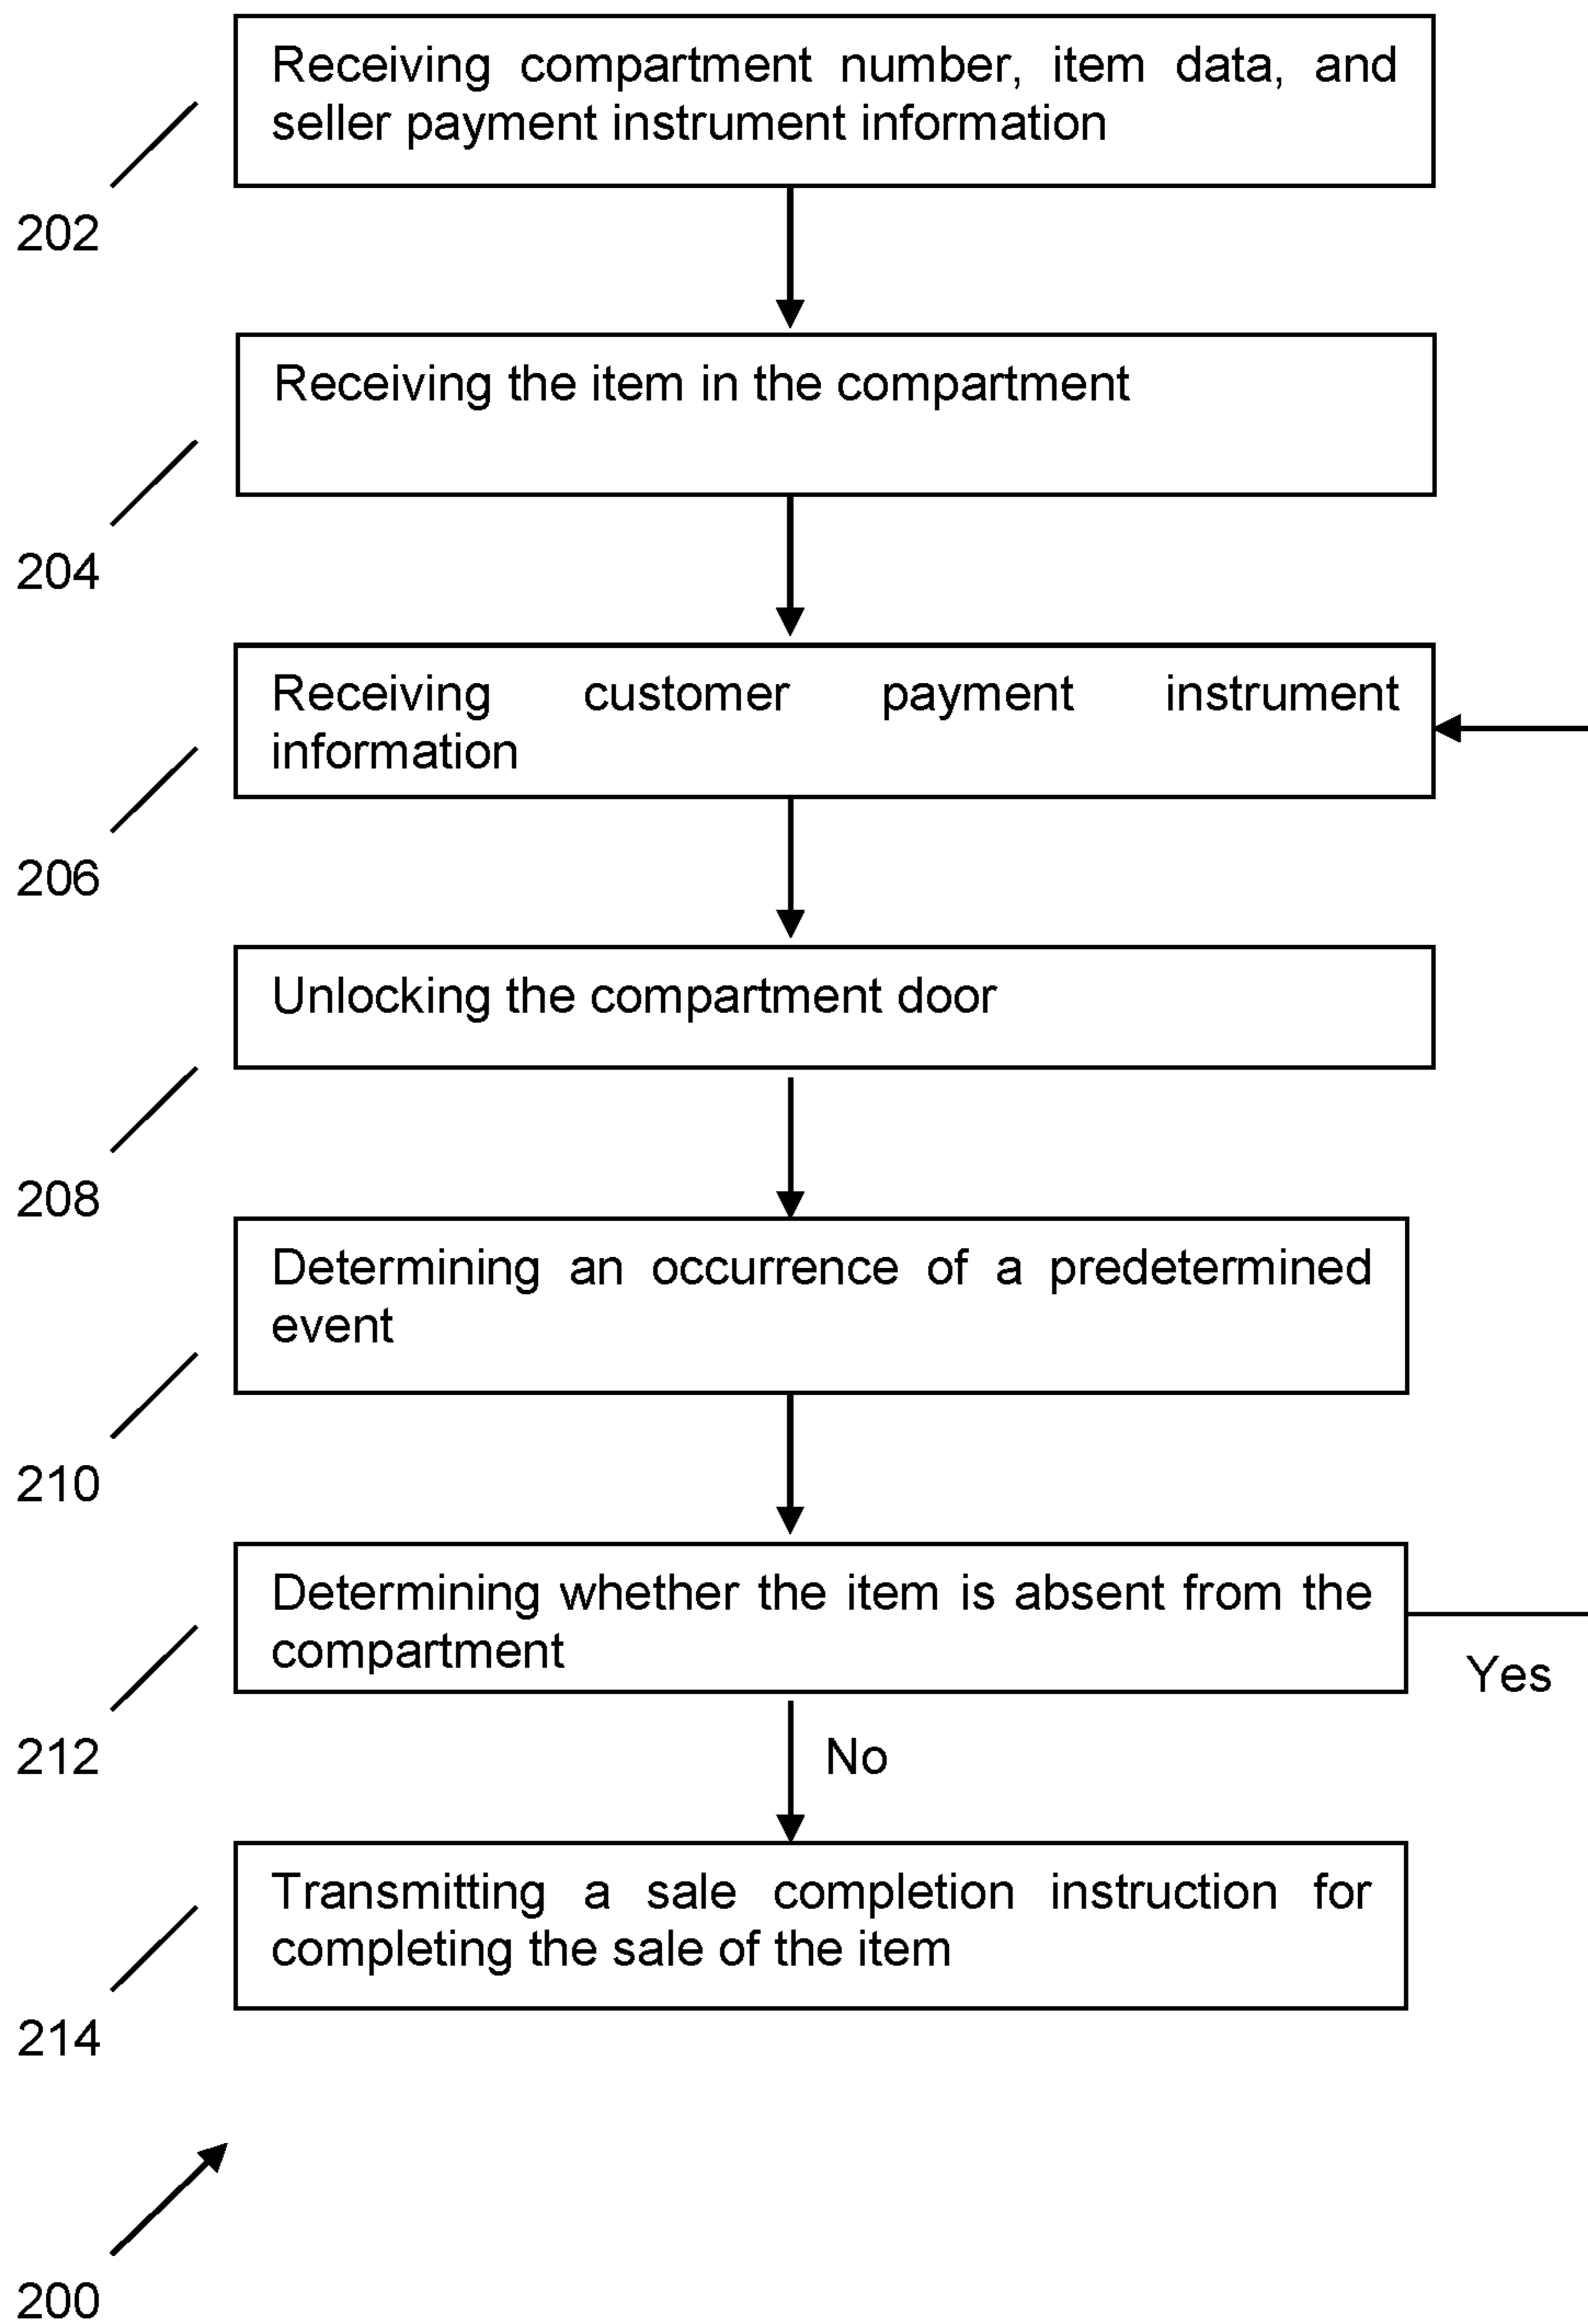 Receiving compartment number, item data, and
seller payment instrument information
202
Receiving the item in the compartment
204
Receiving customer payment instrument
information
206
Unlocking the compartment door
208
Determining an occurrence of a predetermined
event
210
Determining whether the item is absent from the
compartment
Yes
212
No
Transmitting a sale completion instruction for
completing the sale of the item
214
200